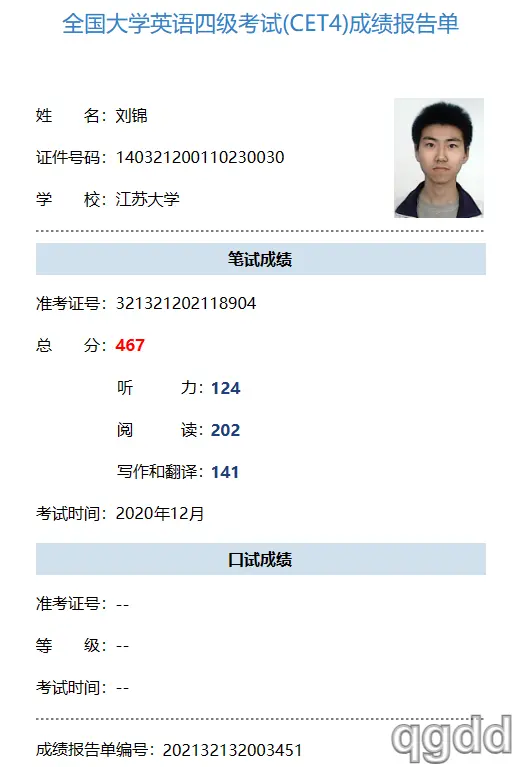 全国大学英语四级考试(CET4)成绩报告单
姓 名：刘锦
证件号码：140321200110230030
学 校：江苏大学
笔试成绩
准考证号：321321202118904
总 分：467
听 力：124
阅 读：202
写作和翻译：141
考试时间：2020年12月
口试成绩
准考证号：--
等 级：--
考试时间：--
成绩报告单编号：202132132003451
qgdd